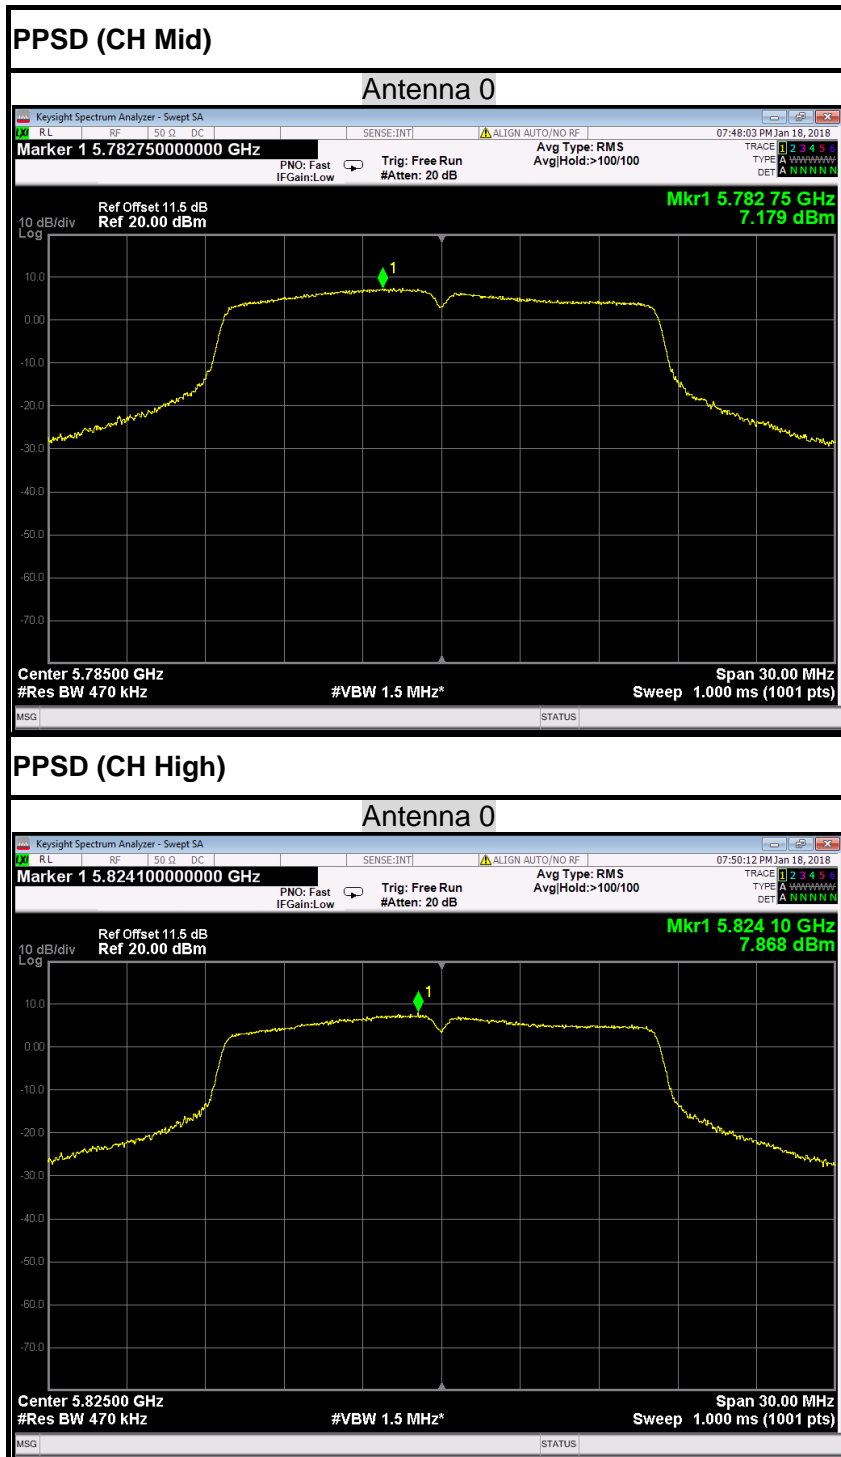 PPSD (CH Mid)
Antenna 0
Keysight Spectrum Analyzer - Swept SA
LXI RL RF 50 Ω DC SENSE:INT ALIGN AUTO/NO RF 07:48:03 PM Jan 18, 2018
Marker 1 5.782750000000 GHz
PNO: Fast
IFGain:Low
Trig: Free Run
#Atten: 20 dB
Avg Type: RMS
Avg|Hold:>100/100
TRACE 1 2 3 4 5 6
TYPE A WWWWW
DET A N N N N N
Mkr1 5.782 75 GHz
7.179 dBm
Ref Offset 11.5 dB
10 dB/div Ref 20.00 dBm
Log
1
10.0
0.00
-10.0
-20.0
-30.0
-40.0
-50.0
-60.0
-70.0
Center 5.78500 GHz Span 30.00 MHz
#Res BW 470 kHz #VBW 1.5 MHz* Sweep 1.000 ms (1001 pts)
MSG STATUS
PPSD (CH High)
Antenna 0
Keysight Spectrum Analyzer - Swept SA
LXI RL RF 50 Ω DC SENSE:INT ALIGN AUTO/NO RF 07:50:12 PM Jan 18, 2018
Marker 1 5.824100000000 GHz
PNO: Fast
IFGain:Low
Trig: Free Run
#Atten: 20 dB
Avg Type: RMS
Avg|Hold:>100/100
TRACE 1 2 3 4 5 6
TYPE A WWWWW
DET A N N N N N
Mkr1 5.824 10 GHz
7.868 dBm
Ref Offset 11.5 dB
10 dB/div Ref 20.00 dBm
Log
1
10.0
0.00
-10.0
-20.0
-30.0
-40.0
-50.0
-60.0
-70.0
Center 5.82500 GHz Span 30.00 MHz
#Res BW 470 kHz #VBW 1.5 MHz* Sweep 1.000 ms (1001 pts)
MSG STATUS